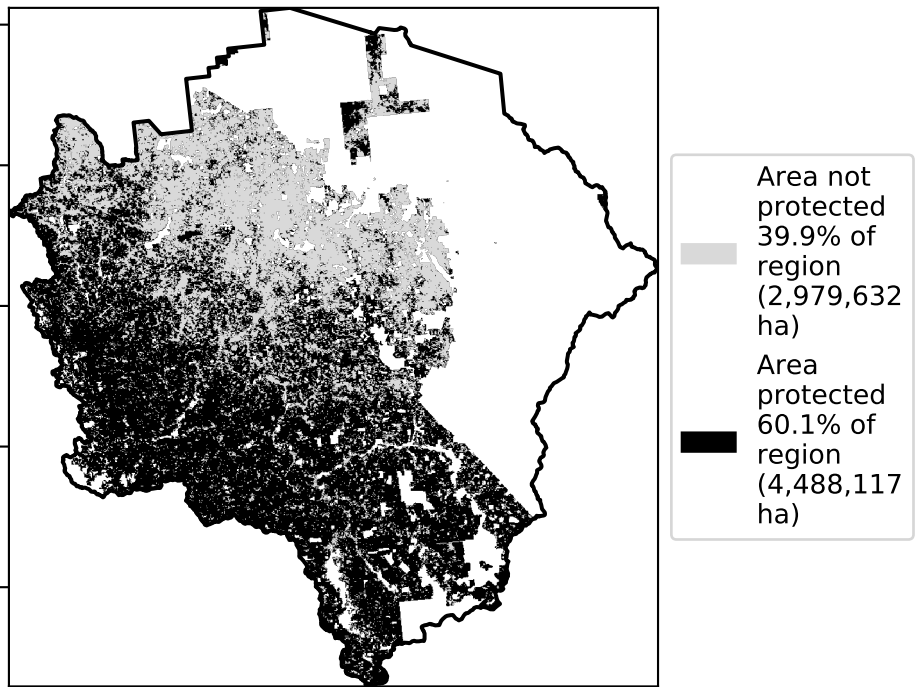 Area not
protected
39.9% of
region
(2,979,632
ha)
Area
protected
60.1% of
region
(4,488,117
ha)